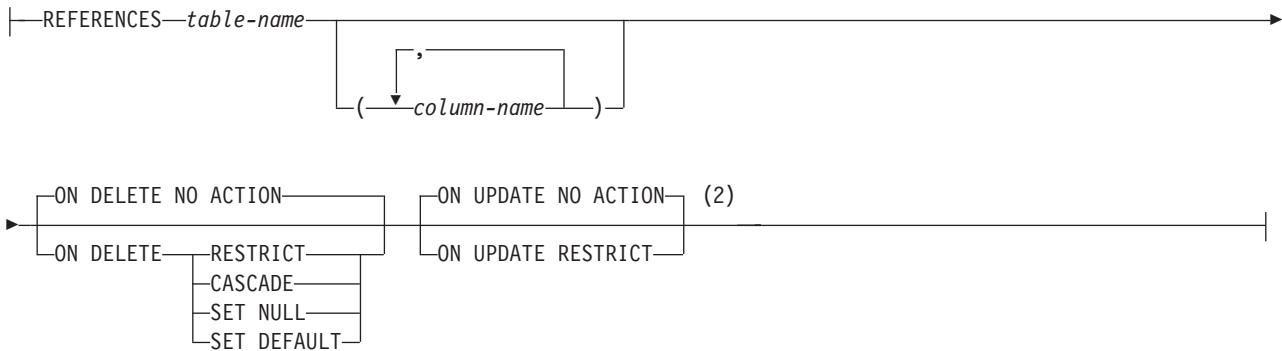 REFERENCES table-name
,
( column-name )
ON DELETE NO ACTION ON UPDATE NO ACTION (2)
ON DELETE RESTRICT ON UPDATE RESTRICT
CASCADE
SET NULL
SET DEFAULT